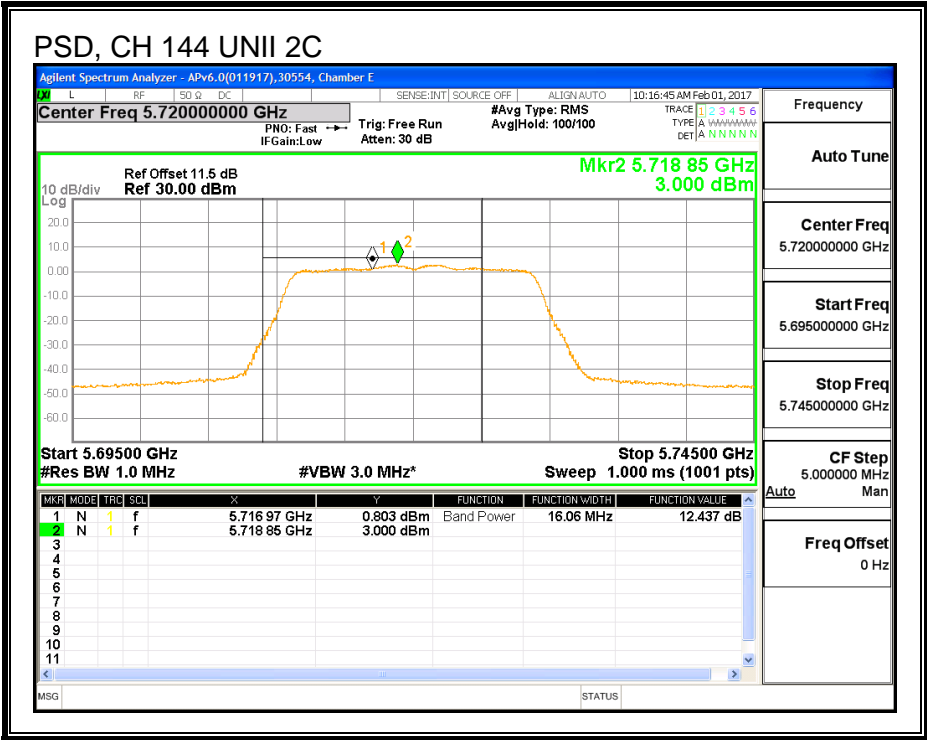 PSD, CH 144 UNII 2C
Agilent Spectrum Analyzer - APv6.0(011917),30554, Chamber E
LXI L RF 50 Ω DC SENSE:INT SOURCE OFF ALIGN AUTO 10:16:45 AM Feb 01, 2017
Center Freq 5.720000000 GHz
PNO: Fast
IFGain:Low
Trig: Free Run
Atten: 30 dB
#Avg Type: RMS
Avg|Hold: 100/100
TRACE 1 2 3 4 5 6
TYPE A WWWWW
DET A N N N N N
Mkr2 5.718 85 GHz
3.000 dBm
Ref Offset 11.5 dB
10 dB/div Ref 30.00 dBm
Log
20.0
10.0
0.00
-10.0
-20.0
-30.0
-40.0
-50.0
-60.0
1
2
Start 5.69500 GHz Stop 5.74500 GHz
#Res BW 1.0 MHz #VBW 3.0 MHz* Sweep 1.000 ms (1001 pts)
MKR MODE TRC SCL X Y FUNCTION FUNCTION WIDTH FUNCTION VALUE
1 N 1 f 5.716 97 GHz 0.803 dBm Band Power 16.06 MHz 12.437 dB
2 N 1 f 5.718 85 GHz 3.000 dBm
3
4
5
6
7
8
9
10
11
MSG STATUS
Frequency
Auto Tune
Center Freq
5.720000000 GHz
Start Freq
5.695000000 GHz
Stop Freq
5.745000000 GHz
CF Step
5.000000 MHz
Auto Man
Freq Offset
0 Hz